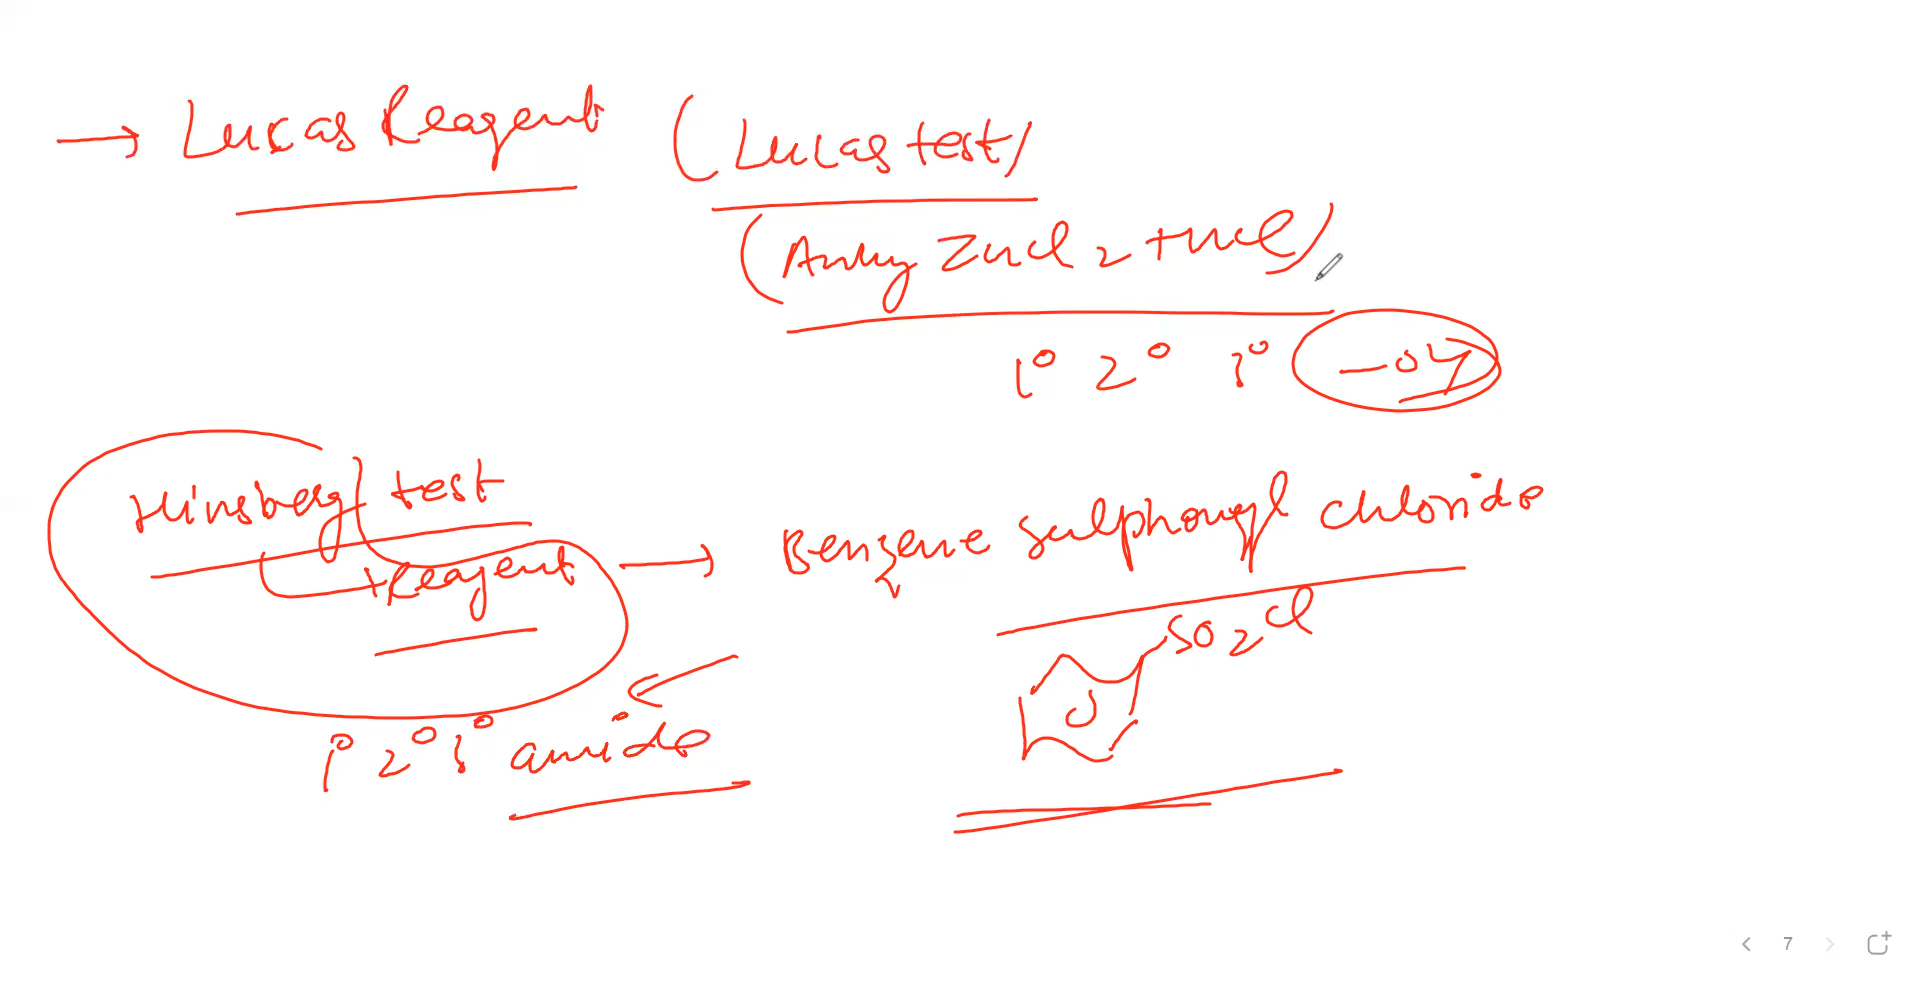 → Lucas Reagent (Lucas test)
(Anhy ZnCl2 + HCl)
1° 2° 3° -OH
Hinsberg test
Reagent → Benzene sulphonyl chloride
SO2Cl
1° 2° 3° amide
7